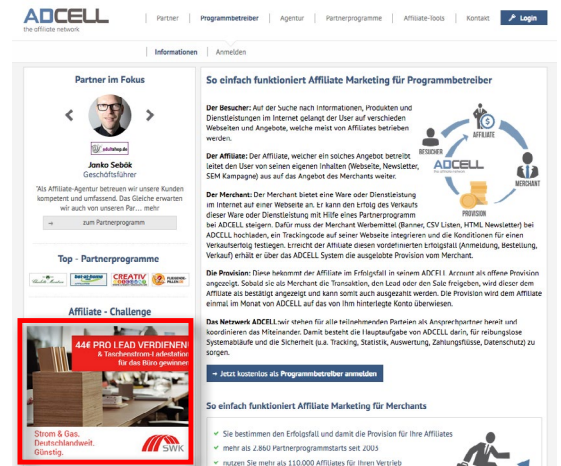 ADCELL
the affiliate network
Partner
Programmbetreiber
Agentur
Partnerprogramme
Affiliate-Tools
Kontakt
Login
Informationen
Anmelden
Partner im Fokus
Janko Sebök
Geschäftsführer
"Als Affiliate-Agentur betreuen wir unsere Kunden
kompetent und umfassend. Das Gleiche erwarten
wir auch von unseren Par... mehr
→ zum Partnerprogramm
Top - Partnerprogramme
CREATIV
Affiliate - Challenge
44€ PRO LEAD VERDIENEN!
& Taschenstrom-Ladestation
für das Büro gewinnen
Strom & Gas.
Deutschlandweit.
Günstig.
SWK
So einfach funktioniert Affiliate Marketing für Programmbetreiber
Der Besucher: Auf der Suche nach Informationen, Produkten und
Dienstleistungen im Internet gelangt der User auf verschieden
Webseiten und Angebote, welche meist von Affiliates betrieben
werden.
Der Affiliate: Der Affiliate, welcher ein solches Angebot betreibt
leitet den User von seinen eigenen Inhalten (Webseite, Newsletter,
SEM Kampagne) aus auf das Angebot des Merchants weiter.
Der Merchant: Der Merchant bietet eine Ware oder Dienstleistung
im Internet auf einer Webseite an. Er kann den Erfolg des Verkaufs
dieser Ware oder Dienstleistung mit Hilfe eines Partnerprogramm
bei ADCELL steigern. Dafür muss der Merchant Werbemittel (Banner, CSV Listen, HTML Newsletter) bei
ADCELL hochladen, ein Trackingcode auf seiner Webseite integrieren und die Konditionen für einen
Verkaufserfolg festlegen. Erreicht der Affiliate diesen vordefinierten Erfolgsfall (Anmeldung, Bestellung,
Verkauf) erhält er über das ADCELL System die ausgelobte Provision vom Merchant.
AFFILIATE
BESUCHER
ADCELL
the affiliate network
MERCHANT
PROVISION
Die Provision: Diese bekommt der Affiliate im Erfolgsfall in seinem ADCELL Account als offene Provision
angezeigt. Sobald sie als Merchant die Transaktion, den Lead oder den Sale freigeben, wird dieser dem
Affiliate als bestätigt angezeigt und kann somit auch ausgezahlt werden. Die Provision wird dem Affiliate
einmal im Monat von ADCELL auf das von ihm hinterlegte Konto überwiesen.
Das Netzwerk ADCELL: wir stehen für alle teilnehmenden Parteien als Ansprechpartner bereit und
koordinieren das Miteinander. Damit besteht die Hauptaufgabe von ADCELL darin, für reibungslose
Systemabläufe und die Sicherheit (u.a. Tracking, Statistik, Auswertung, Zahlungsflüsse, Datenschutz) zu
sorgen.
→ Jetzt kostenlos als Programmbetreiber anmelden
So einfach funktioniert Affiliate Marketing für Merchants
Sie bestimmen den Erfolgsfall und damit die Provision für Ihre Affiliates
mehr als 2.860 Partnerprogrammstarts seit 2003
nutzen Sie mehr als 110.000 Affiliates für Ihren Vertrieb